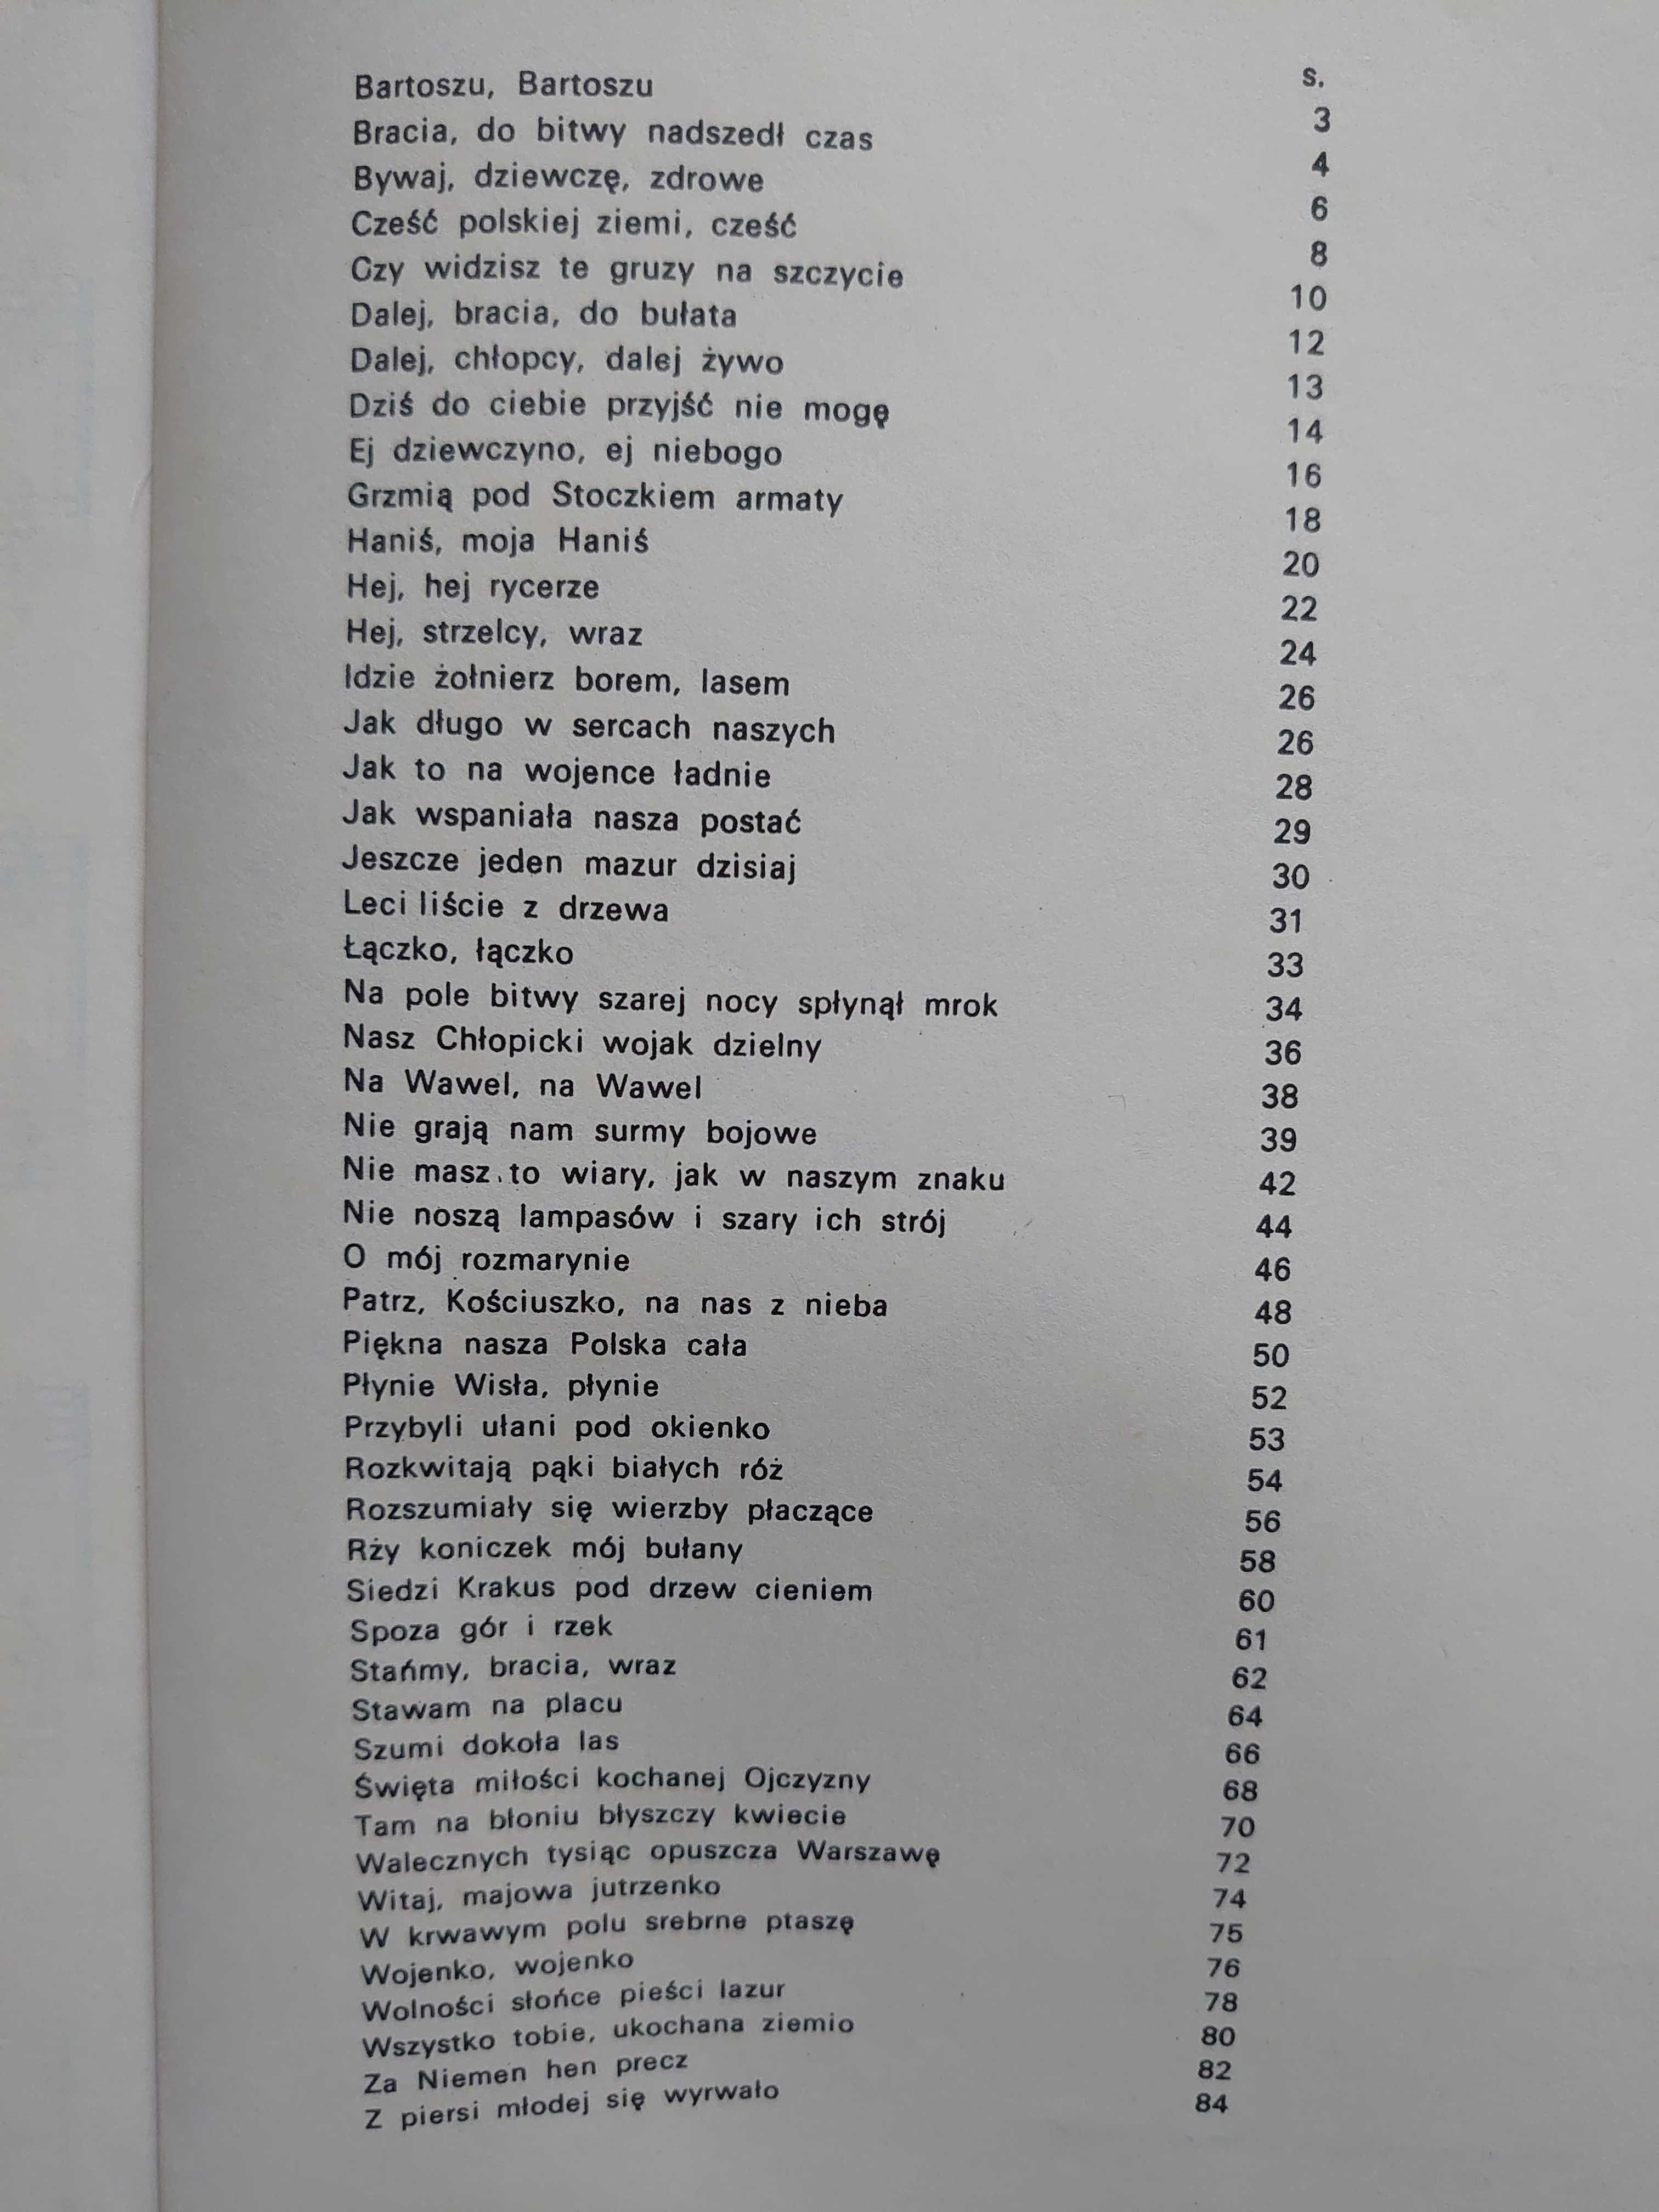 s.
Bartoszu, Bartoszu 3
Bracia, do bitwy nadszedł czas 4
Bywaj, dziewczę, zdrowe 6
Cześć polskiej ziemi, cześć 8
Czy widzisz te gruzy na szczycie 10
Dalej, bracia, do bułata 12
Dalej, chłopcy, dalej żywo 13
Dziś do ciebie przyjść nie mogę 14
Ej dziewczyno, ej niebogo 16
Grzmią pod Stoczkiem armaty 18
Haniś, moja Haniś 20
Hej, hej rycerze 22
Hej, strzelcy, wraz 24
Idzie żołnierz borem, lasem 26
Jak długo w sercach naszych 26
Jak to na wojence ładnie 28
Jak wspaniała nasza postać 29
Jeszcze jeden mazur dzisiaj 30
Leci liście z drzewa 31
Łączko, łączko 33
Na pole bitwy szarej nocy spłynął mrok 34
Nasz Chłopicki wojak dzielny 36
Na Wawel, na Wawel 38
Nie grają nam surmy bojowe 39
Nie masz to wiary, jak w naszym znaku 42
Nie noszą lampasów i szary ich strój 44
O mój rozmarynie 46
Patrz, Kościuszko, na nas z nieba 48
Piękna nasza Polska cała 50
Płynie Wisła, płynie 52
Przybyli ułani pod okienko 53
Rozkwitają pąki białych róż 54
Rozszumiały się wierzby płaczące 56
Rży koniczek mój bułany 58
Siedzi Krakus pod drzew cieniem 60
Spoza gór i rzek 61
Stańmy, bracia, wraz 62
Stawam na placu 64
Szumi dokoła las 66
Święta miłości kochanej Ojczyzny 68
Tam na błoniu błyszczy kwiecie 70
Walecznych tysiąc opuszcza Warszawę 72
Witaj, majowa jutrzenko 74
W krwawym polu srebrne ptaszę 75
Wojenko, wojenko 76
Wolności słońce pieści lazur 78
Wszystko tobie, ukochana ziemio 80
Za Niemen hen precz 82
Z piersi młodej się wyrwało 84